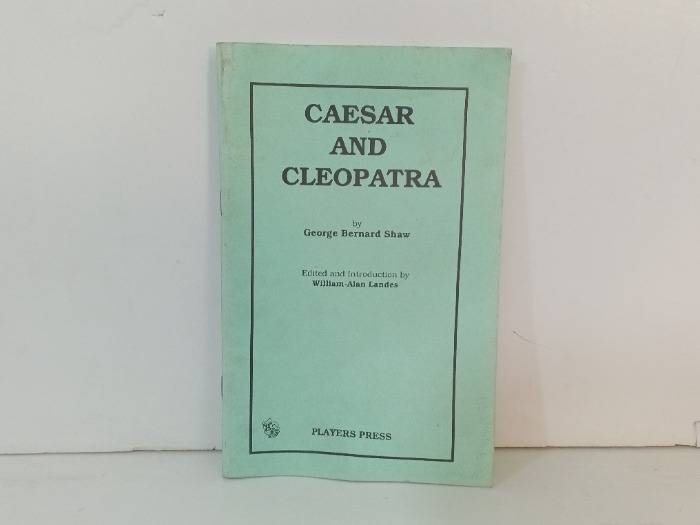 CAESAR
AND
CLEOPATRA
by
George Bernard Shaw
Edited and Introduction by
William-Alan Landes
PLAYERS PRESS